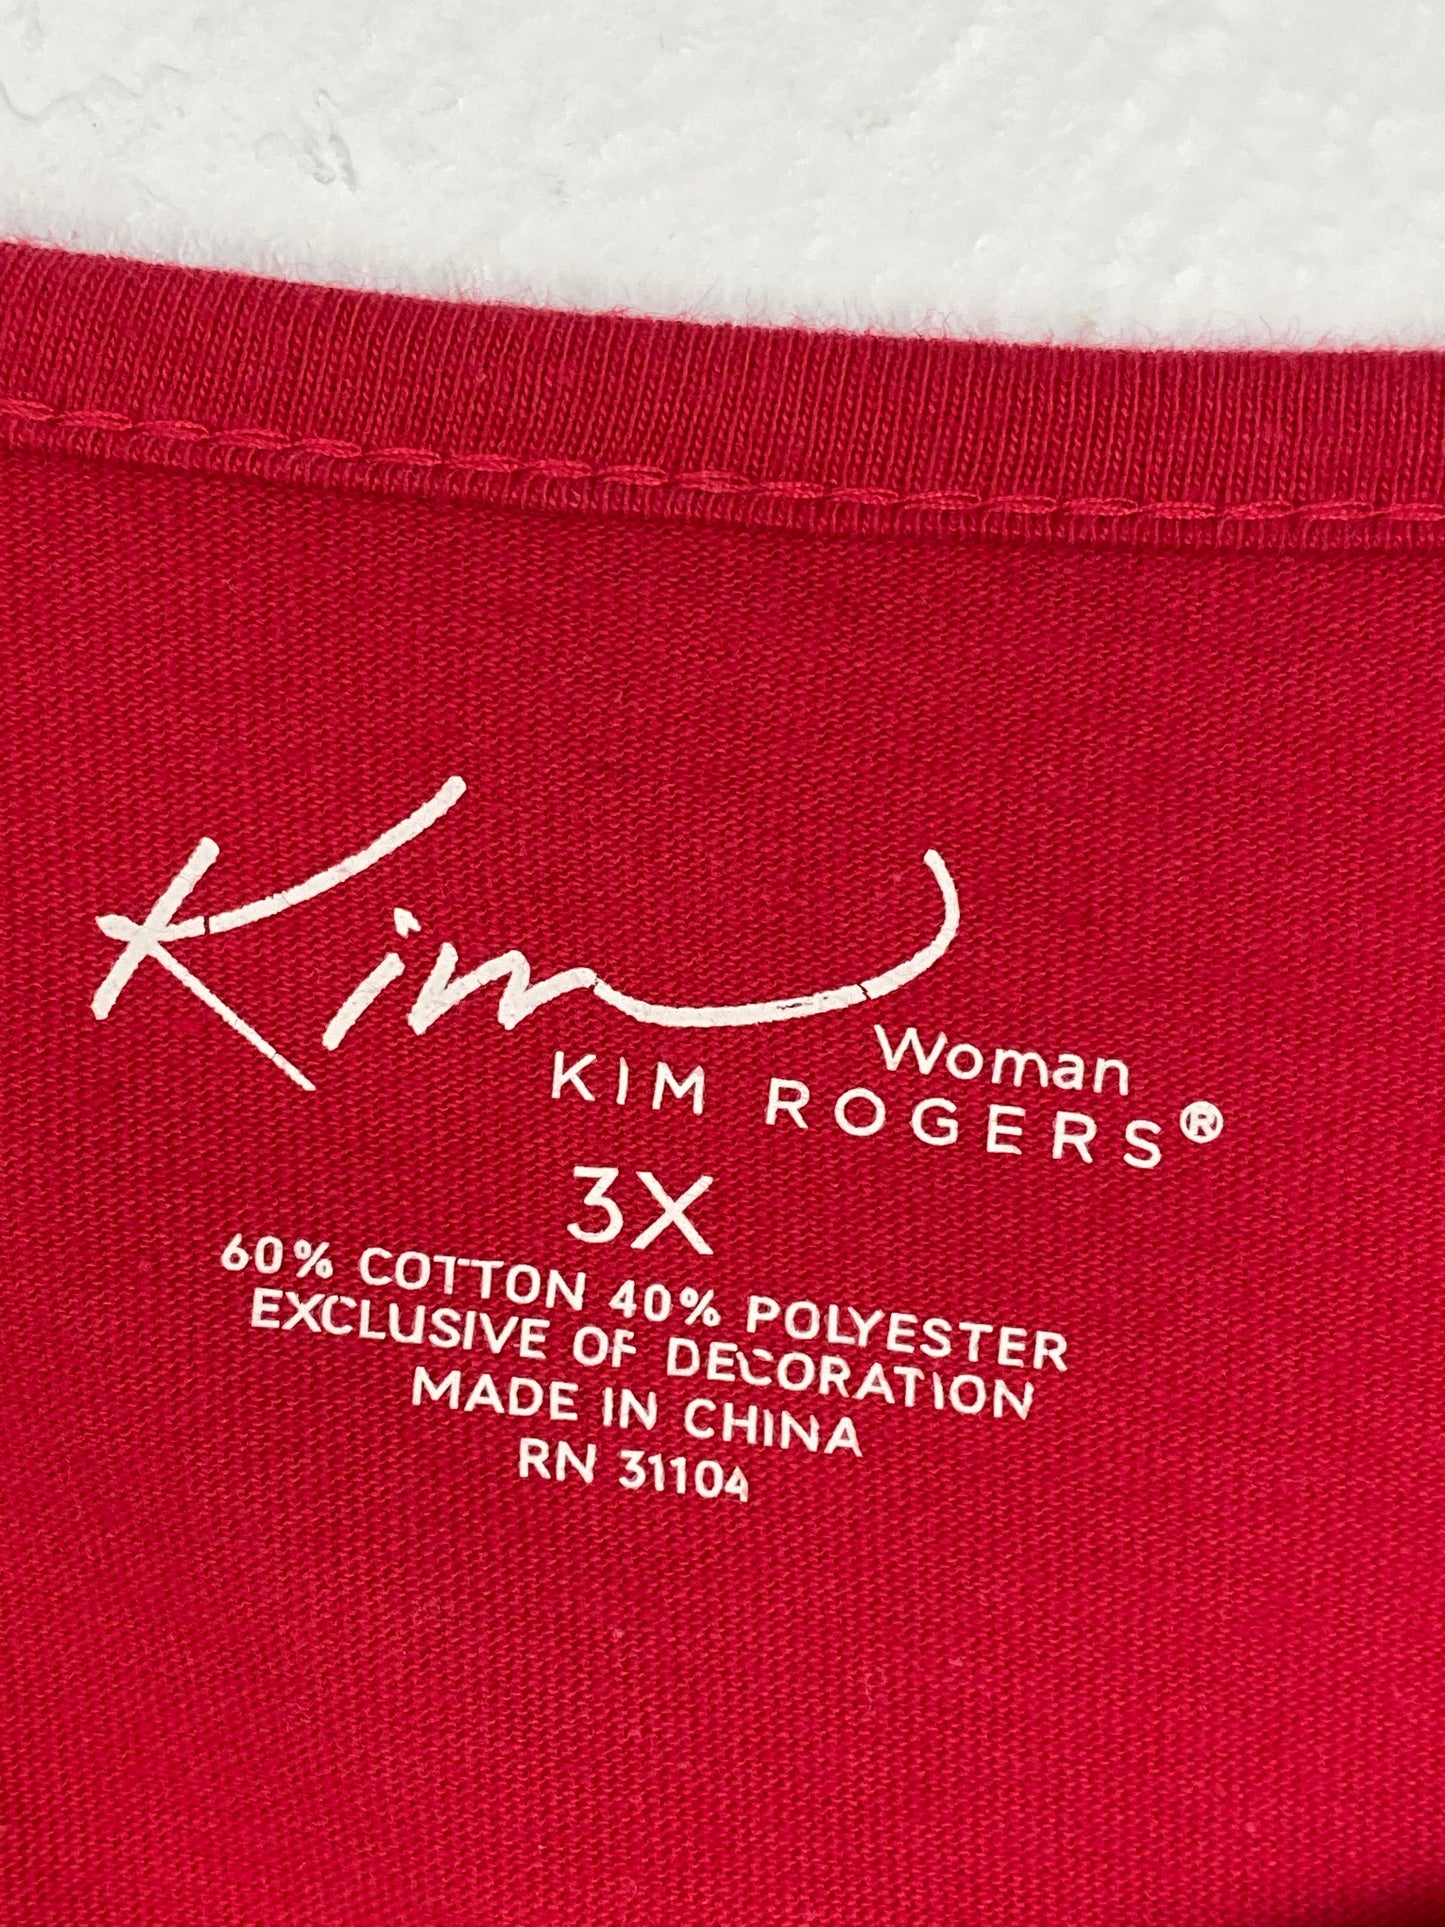 Kim
Woman
KIM ROGERS®
3X
60% COTTON 40% POLYESTER
EXCLUSIVE OF DECORATION
MADE IN CHINA
RN 31104